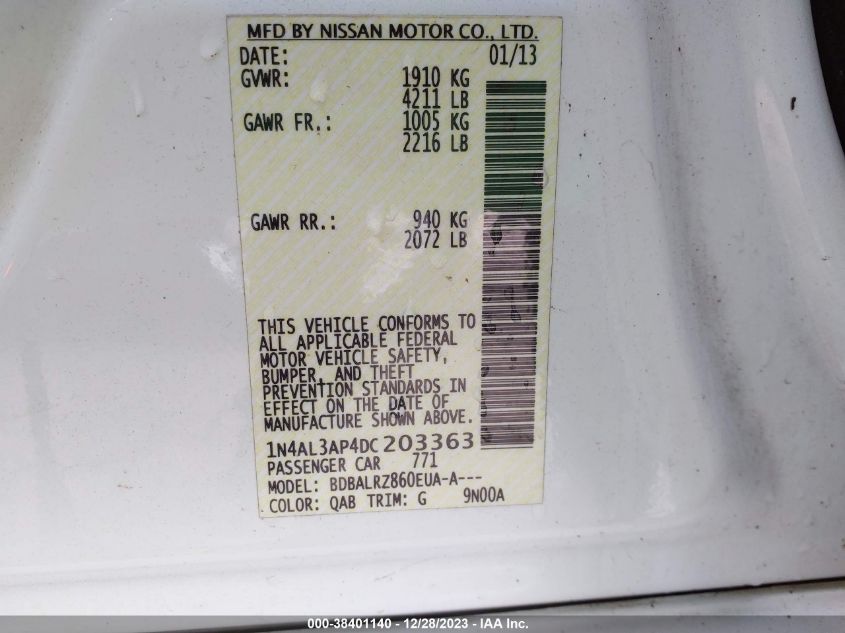 MFD BY NISSAN MOTOR CO., LTD.
DATE: 01/13
GVWR: 1910 KG
4211 LB
GAWR FR.: 1005 KG
2216 LB
GAWR RR.: 940 KG
2072 LB
THIS VEHICLE CONFORMS TO
ALL APPLICABLE FEDERAL
MOTOR VEHICLE SAFETY,
BUMPER, AND THEFT
PREVENTION STANDARDS IN
EFFECT ON THE DATE OF
MANUFACTURE SHOWN ABOVE.
1N4AL3AP4DC203363
PASSENGER CAR 771
MODEL: BDBALRZ860EUA-A---
COLOR: QAB TRIM: G 9N00A
000-38401140 - 12/28/2023 - IAA Inc.